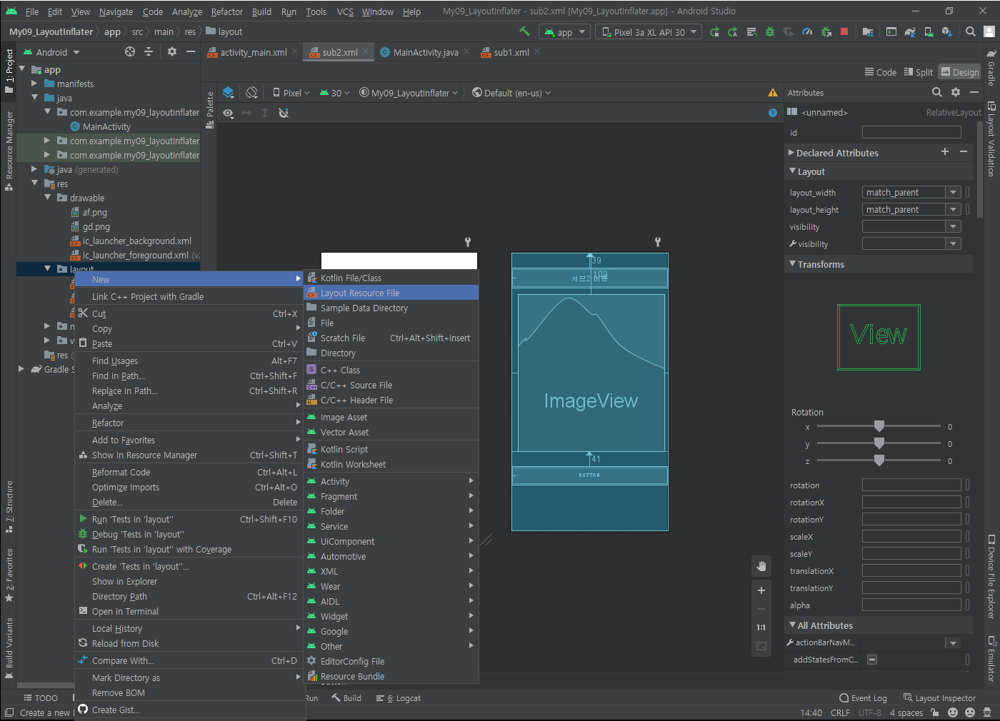 File Edit View Navigate Code Analyze Refactor Build Run Tools VCS Window Help My09_LayoutInflater - sub2.xml [My09_LayoutInflater.app] - Android Studio
My09_LayoutInflater app src main res layout
app Pixel 3a XL API 30
1: Project
Resource Manager
7: Structure
2: Favorites
Build Variants
Android
app
manifests
java
com.example.my09_layoutinflater
MainActivity
com.example.my09_layoutinflater
com.example.my09_layoutinflater
java (generated)
res
drawable
af.png
gd.png
ic_launcher_background.xml
ic_launcher_foreground.xml (v2
layout
res (
Gradle S
activity_main.xml sub2.xml MainActivity.java sub1.xml
Code Split Design
Palette
Pixel 30 My09_LayoutInflater Default (en-us)
New
Link C++ Project with Gradle
Cut Ctrl+X
Copy
Paste Ctrl+V
Find Usages Alt+F7
Find in Path... Ctrl+Shift+F
Replace in Path... Ctrl+Shift+R
Analyze
Refactor
Add to Favorites
Show In Resource Manager Ctrl+Shift+T
Reformat Code Ctrl+Alt+L
Optimize Imports Ctrl+Alt+O
Delete... Delete
Run 'Tests in 'layout'' Ctrl+Shift+F10
Debug 'Tests in 'layout''
Run 'Tests in 'layout'' with Coverage
Create 'Tests in 'layout''...
Show in Explorer
Directory Path Ctrl+Alt+F12
Open in Terminal
Local History
Reload from Disk
Compare With... Ctrl+D
Mark Directory as
Remove BOM
Create Gist...
Kotlin File/Class
Layout Resource File
Sample Data Directory
File
Scratch File Ctrl+Alt+Shift+Insert
Directory
C++ Class
C/C++ Source File
C/C++ Header File
Image Asset
Vector Asset
Kotlin Script
Kotlin Worksheet
Activity
Fragment
Folder
Service
UiComponent
Automotive
XML
Wear
AIDL
Widget
Google
Other
EditorConfig File
Resource Bundle
39
109
서브2 버튼
ImageView
41
BUTTON
1:1
Attributes
<unnamed> RelativeLayout
id
Declared Attributes
Layout
layout_width match_parent
layout_height match_parent
visibility
visibility
Transforms
View
Rotation
x 0
y 0
z 0
rotation
rotationX
rotationY
scaleX
scaleY
translationX
translationY
alpha
All Attributes
actionBarNavM...
addStatesFromC...
Gradle
Layout Validation
Device File Explorer
Emulator
TODO Run Build 6: Logcat Event Log Layout Inspector
Create a new 14:40 CRLF UTF-8 4 spaces